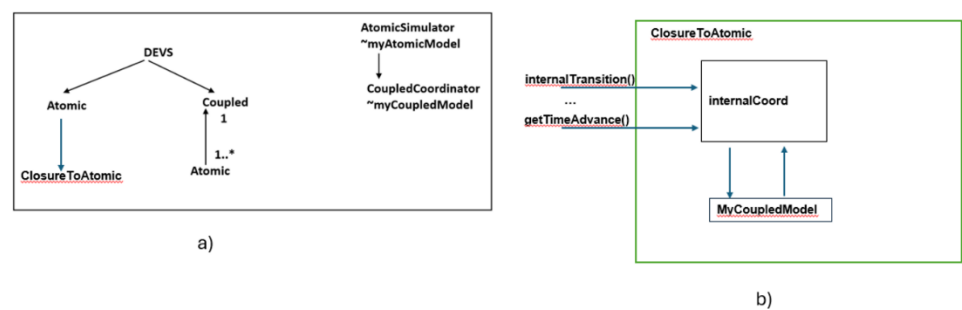 DEVS
Atomic
Coupled
1
1..*
Atomic
ClosureToAtomic
AtomicSimulator
~myAtomicModel
CoupledCoordinator
~myCoupledModel
a)
ClosureToAtomic
internalTransition()
...
getTimeAdvance()
internalCoord
MyCoupledModel
b)